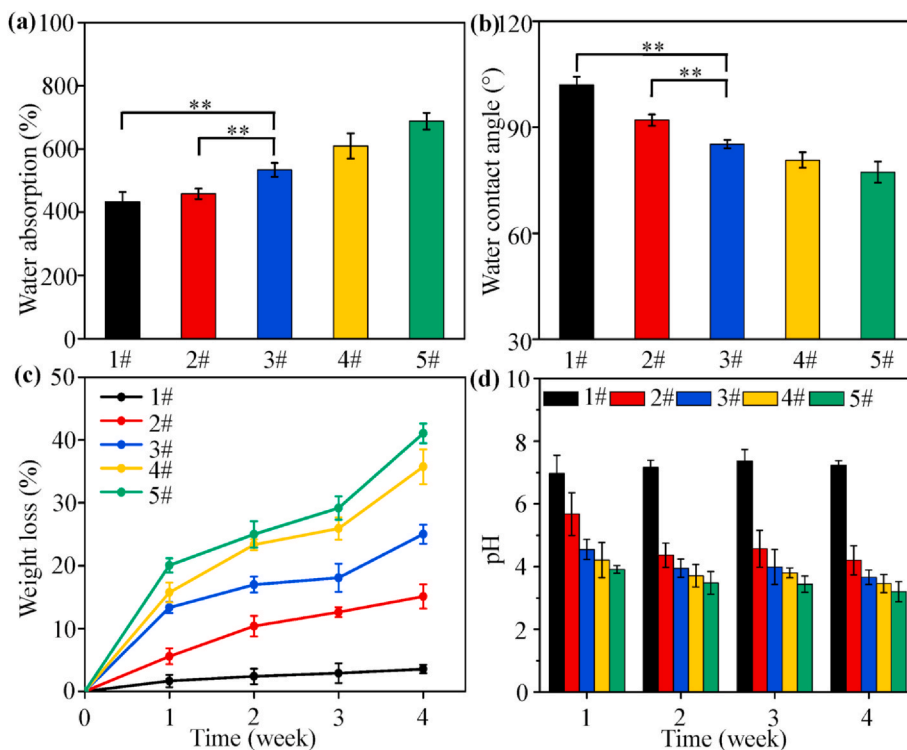 (a)
Water absorption (%)
1000
800
600
400
200
0
**
**
1# 2# 3# 4# 5#
(b)
Water contact angle (°)
120
90
60
30
**
**
1# 2# 3# 4# 5#
(c)
Weight loss (%)
50
40
30
20
10
0
1#
2#
3#
4#
5#
0 1 2 3 4
Time (week)
(d)
pH
10
8
6
4
2
0
1# 2# 3# 4# 5#
1 2 3 4
Time (week)